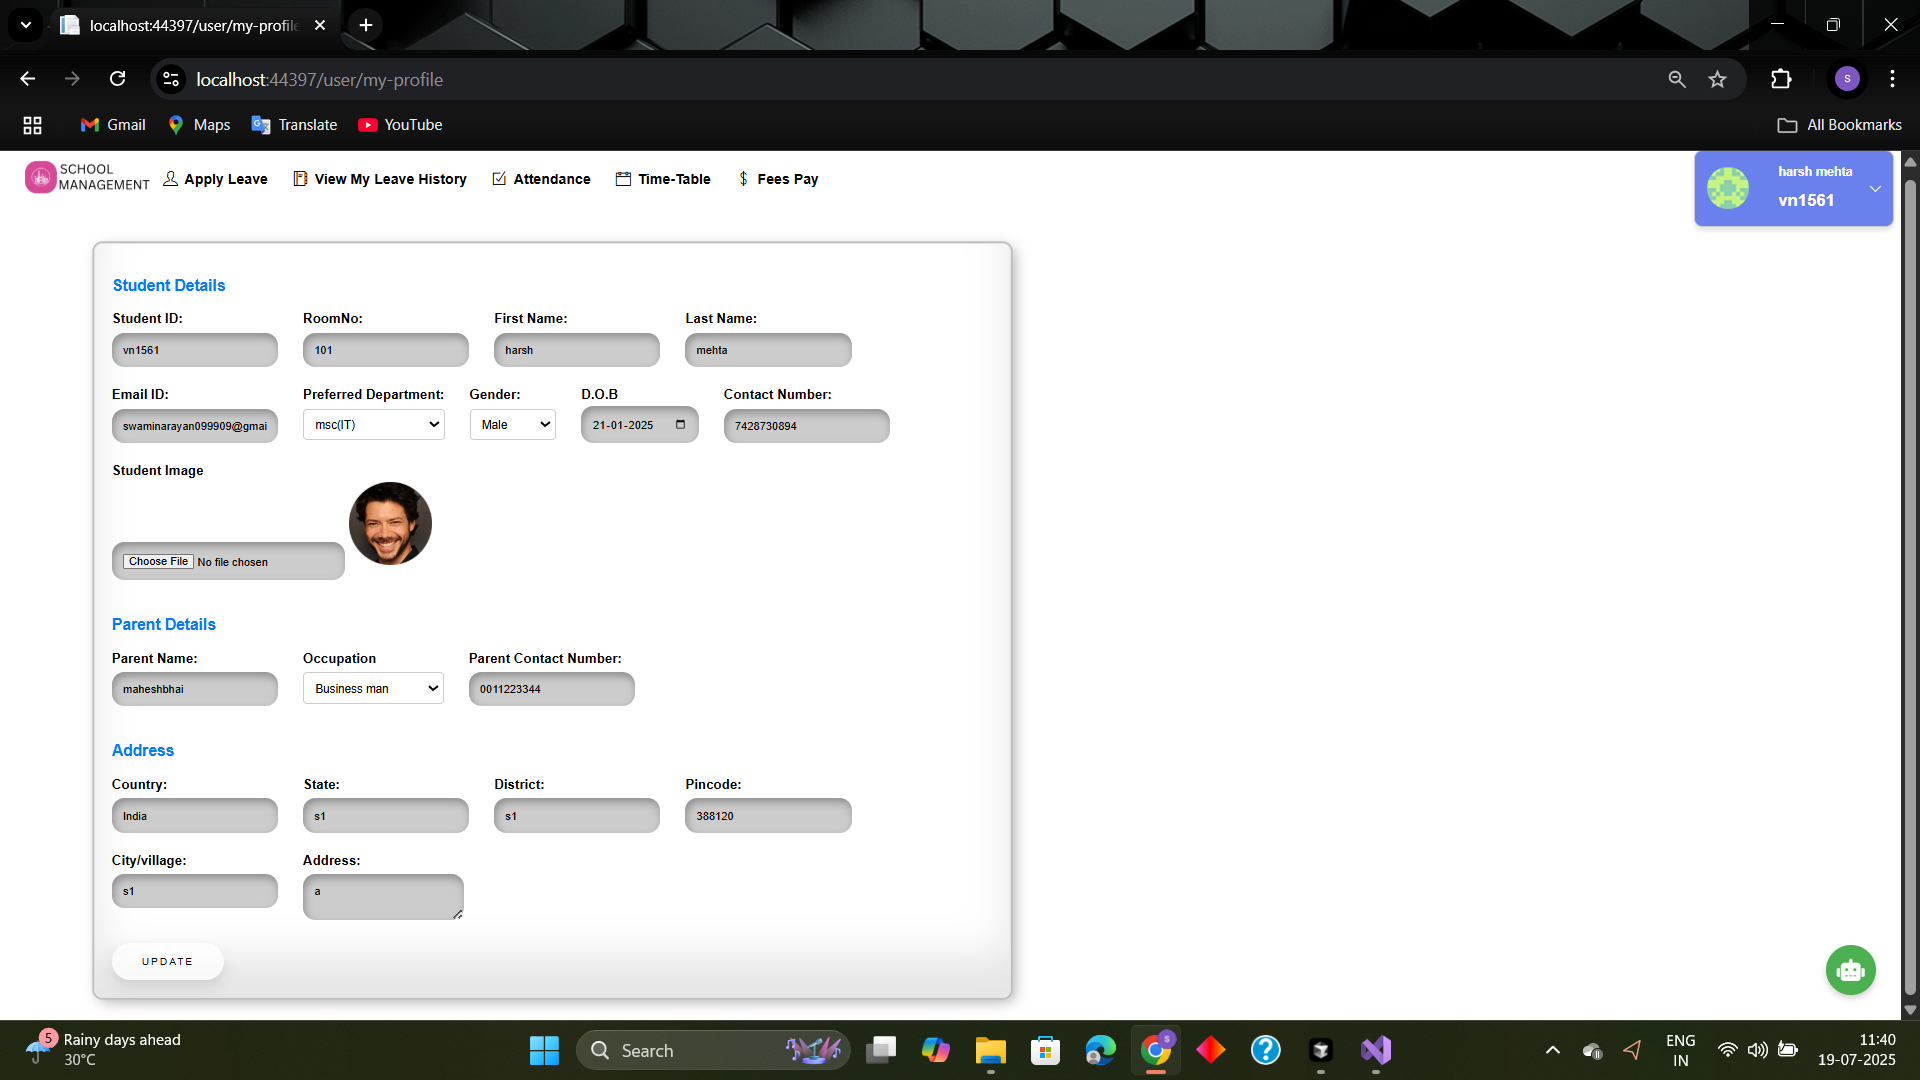 localhost:44397/user/my-profile
localhost:44397/user/my-profile
S
Gmail
Maps
Translate
YouTube
All Bookmarks
SCHOOL
MANAGEMENT
Apply Leave
View My Leave History
Attendance
Time-Table
$ Fees Pay
harsh mehta
vn1561
Student Details
Student ID: RoomNo: First Name: Last Name:
vn1561 101 harsh mehta
Email ID: Preferred Department: Gender: D.O.B Contact Number:
swaminarayan099909@gmai msc(IT) Male 21-01-2025 7428730894
Student Image
Choose File No file chosen
Parent Details
Parent Name: Occupation Parent Contact Number:
maheshbhai Business man 0011223344
Address
Country: State: District: Pincode:
India s1 s1 388120
City/village: Address:
s1 a
UPDATE
5
Rainy days ahead
30°C
Search
S
ENG
IN
11:40
19-07-2025